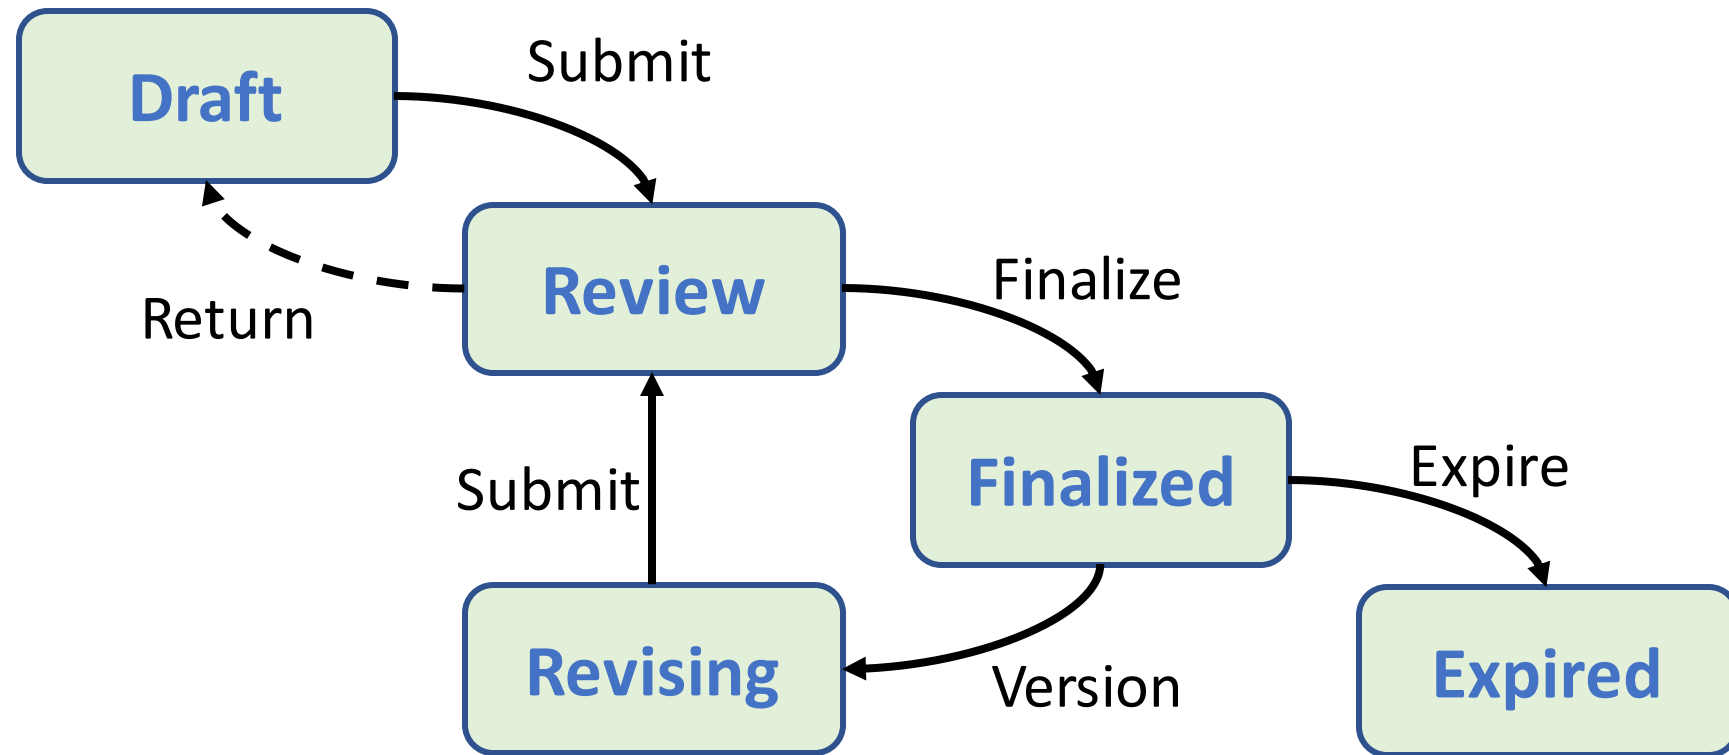 Draft
Submit
Review
Return
Finalize
Finalized
Submit
Expire
Revising
Version
Expired